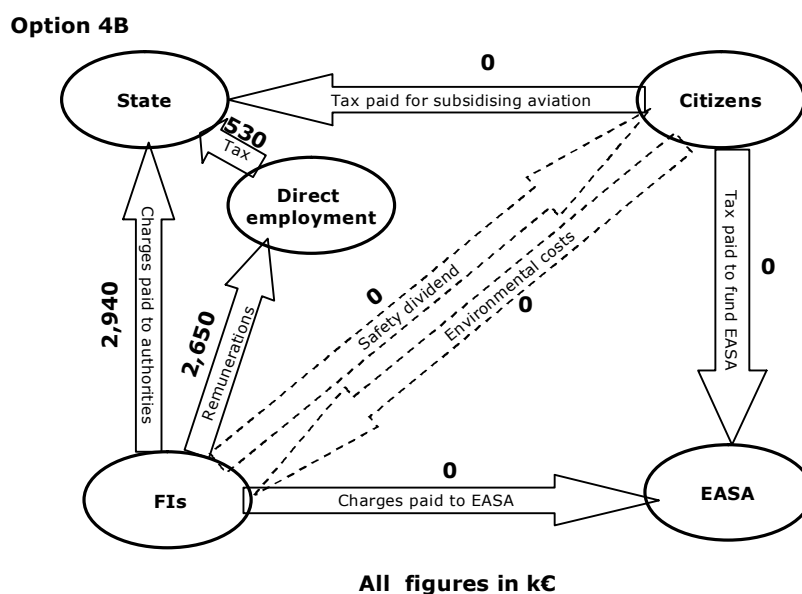 Option 4B
0
State
Tax paid for subsidising aviation
Citizens
530
Tax
Direct
employment
Charges paid to authorities
2,940
2,650
Remunerations
0
Safety dividend
Environmental costs
0
Tax paid to fund EASA
0
FIs
0
Charges paid to EASA
EASA
All figures in k€